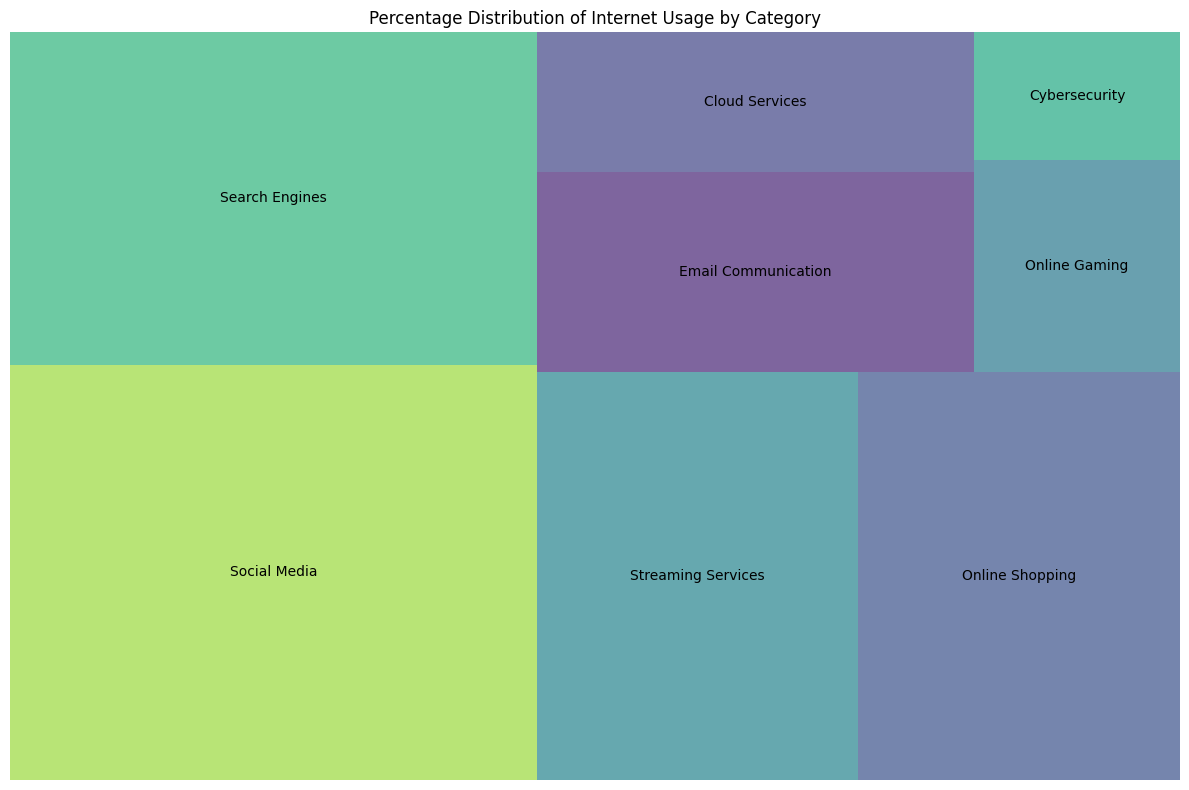 Percentage Distribution of Internet Usage by Category
Search Engines
Cloud Services
Cybersecurity
Email Communication
Online Gaming
Social Media
Streaming Services
Online Shopping